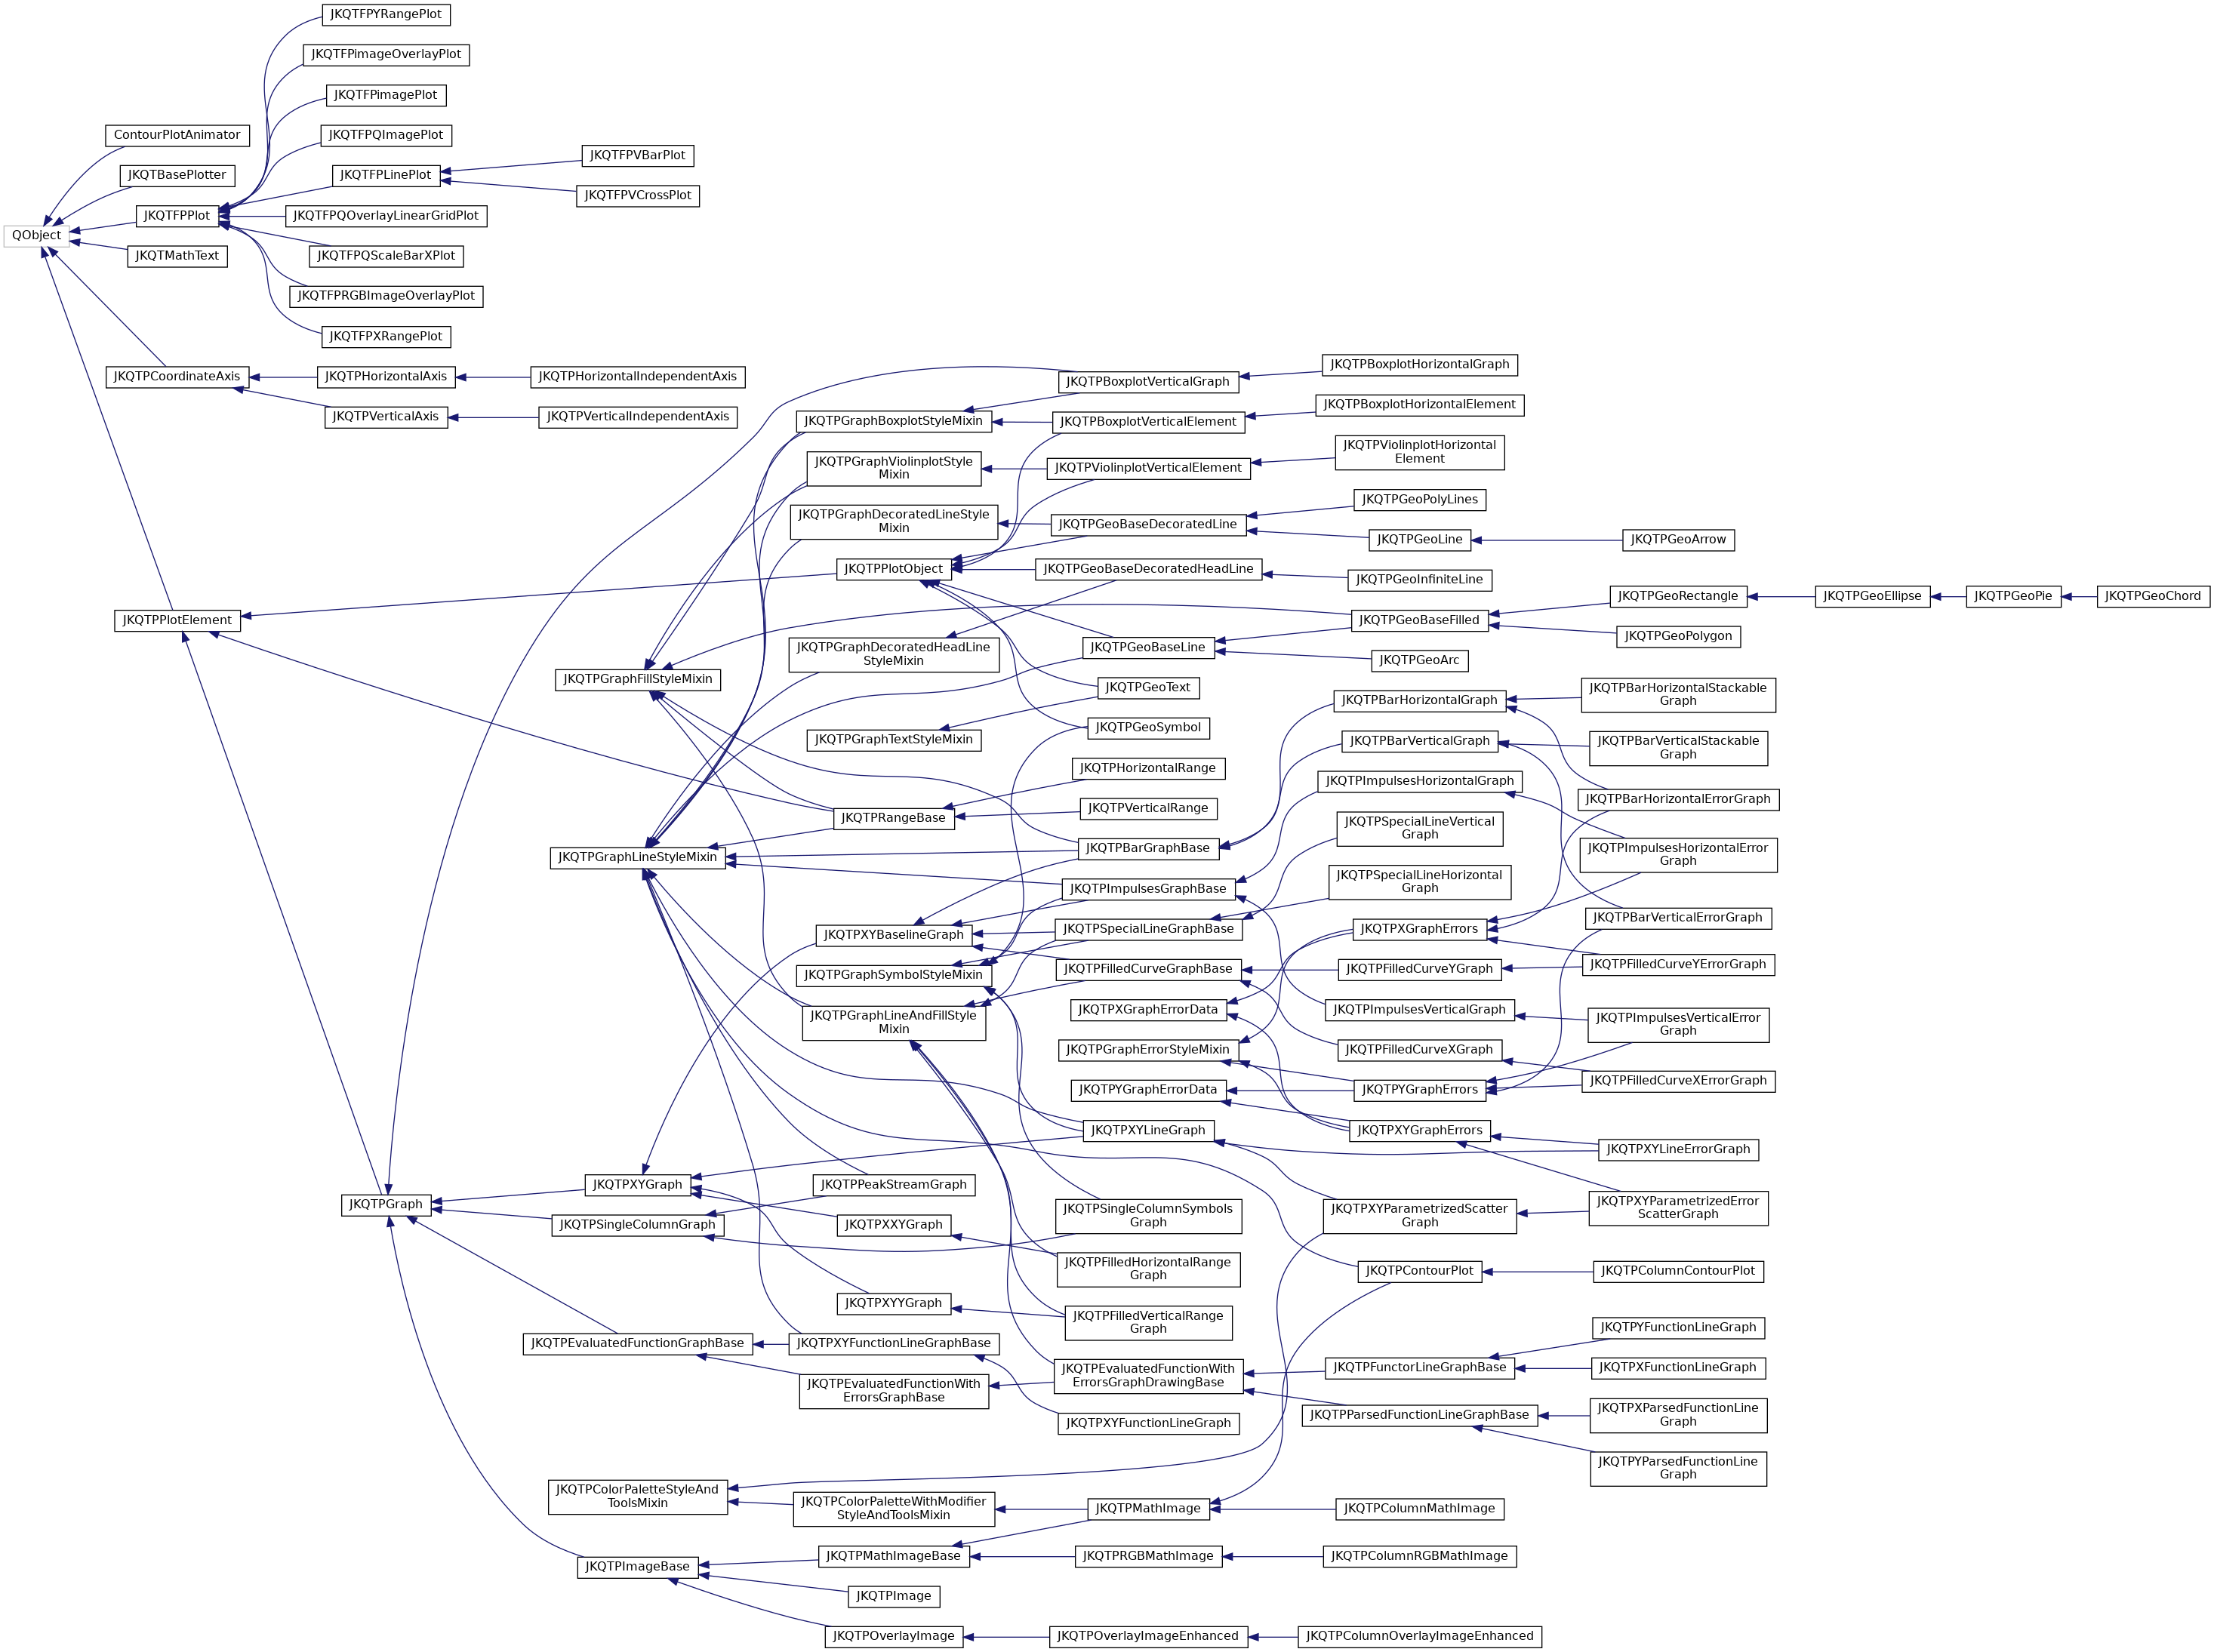 JKQTFPYRangePlot
JKQTFPimageOverlayPlot
JKQTFPimagePlot
ContourPlotAnimator
JKQTFPQImagePlot
JKQTFPVBarPlot
JKQTBasePlotter
JKQTFPLinePlot
JKQTFPVCrossPlot
JKQTFPPlot
JKQTFPQOverlayLinearGridPlot
QObject
JKQTMathText
JKQTFPQScaleBarXPlot
JKQTFPRGBImageOverlayPlot
JKQTFPXRangePlot
JKQTPCoordinateAxis
JKQTPHorizontalAxis
JKQTPHorizontalIndependentAxis
JKQTPVerticalAxis
JKQTPVerticalIndependentAxis
JKQTPBoxplotHorizontalGraph
JKQTPBoxplotVerticalGraph
JKQTPBoxplotHorizontalElement
JKQTPGraphBoxplotStyleMixin
JKQTPBoxplotVerticalElement
JKQTPViolinplotHorizontal
Element
JKQTPGraphViolinplotStyle
Mixin
JKQTPViolinplotVerticalElement
JKQTPGeoPolyLines
JKQTPGraphDecoratedLineStyle
Mixin
JKQTPGeoBaseDecoratedLine
JKQTPGeoLine
JKQTPGeoArrow
JKQTPPlotObject
JKQTPGeoBaseDecoratedHeadLine
JKQTPGeoInfiniteLine
JKQTPGeoRectangle
JKQTPGeoEllipse
JKQTPGeoPie
JKQTPGeoChord
JKQTPPlotElement
JKQTPGeoBaseFilled
JKQTPGeoPolygon
JKQTPGraphDecoratedHeadLine
StyleMixin
JKQTPGeoBaseLine
JKQTPGeoArc
JKQTPGraphFillStyleMixin
JKQTPGeoText
JKQTPBarHorizontalGraph
JKQTPBarHorizontalStackable
Graph
JKQTPGeoSymbol
JKQTPGraphTextStyleMixin
JKQTPBarVerticalGraph
JKQTPBarVerticalStackable
Graph
JKQTPHorizontalRange
JKQTPImpulsesHorizontalGraph
JKQTPBarHorizontalErrorGraph
JKQTPVerticalRange
JKQTPRangeBase
JKQTPSpecialLineVertical
Graph
JKQTPGraphLineStyleMixin
JKQTPBarGraphBase
JKQTPImpulsesHorizontalError
Graph
JKQTPSpecialLineHorizontal
Graph
JKQTPImpulsesGraphBase
JKQTPBarVerticalErrorGraph
JKQTPXYBaselineGraph
JKQTPSpecialLineGraphBase
JKQTPXGraphErrors
JKQTPGraphSymbolStyleMixin
JKQTPFilledCurveGraphBase
JKQTPFilledCurveYGraph
JKQTPFilledCurveYErrorGraph
JKQTPGraphLineAndFillStyle
Mixin
JKQTPXGraphErrorData
JKQTPImpulsesVerticalGraph
JKQTPImpulsesVerticalError
Graph
JKQTPGraphErrorStyleMixin
JKQTPFilledCurveXGraph
JKQTPFilledCurveXErrorGraph
JKQTPYGraphErrorData
JKQTPYGraphErrors
JKQTPXYLineGraph
JKQTPXYGraphErrors
JKQTPXYLineErrorGraph
JKQTPXYGraph
JKQTPPeakStreamGraph
JKQTPGraph
JKQTPSingleColumnGraph
JKQTPXXYGraph
JKQTPSingleColumnSymbols
Graph
JKQTPXYParametrizedScatter
Graph
JKQTPXYParametrizedError
ScatterGraph
JKQTPFilledHorizontalRange
Graph
JKQTPContourPlot
JKQTPColumnContourPlot
JKQTPXYYGraph
JKQTPFilledVerticalRange
Graph
JKQTPYFunctionLineGraph
JKQTPEvaluatedFunctionGraphBase
JKQTPXYFunctionLineGraphBase
JKQTPEvaluatedFunctionWith
ErrorsGraphDrawingBase
JKQTPFunctorLineGraphBase
JKQTPXFunctionLineGraph
JKQTPEvaluatedFunctionWith
ErrorsGraphBase
JKQTPXYFunctionLineGraph
JKQTPParsedFunctionLineGraphBase
JKQTPXParsedFunctionLine
Graph
JKQTPYParsedFunctionLine
Graph
JKQTPColorPaletteStyleAnd
ToolsMixin
JKQTPColorPaletteWithModifier
StyleAndToolsMixin
JKQTPMathImage
JKQTPColumnMathImage
JKQTPImageBase
JKQTPMathImageBase
JKQTPRGBMathImage
JKQTPColumnRGBMathImage
JKQTPImage
JKQTPOverlayImage
JKQTPOverlayImageEnhanced
JKQTPColumnOverlayImageEnhanced